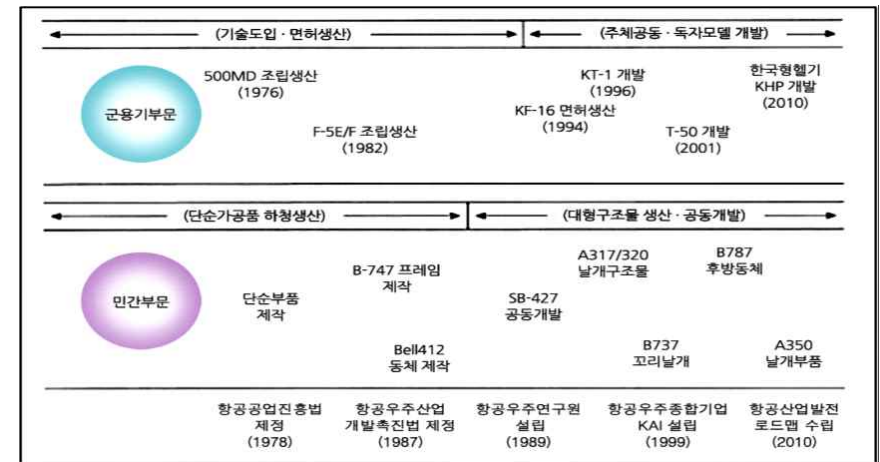 (기술도입 · 면허생산)
(주체공동 · 독자모델 개발)
군용기부문
500MD 조립생산
(1976)
F-5E/F 조립생산
(1982)
KT-1 개발
(1996)
KF-16 면허생산
(1994)
T-50 개발
(2001)
한국형헬기
KHP 개발
(2010)
(단순가공품 하청생산)
(대형구조물 생산 · 공동개발)
민간부문
단순부품
제작
B-747 프레임
제작
Bell412
동체 제작
SB-427
공동개발
A317/320
날개구조물
B737
꼬리날개
B787
후방동체
A350
날개부품
항공공업진흥법
제정
(1978)
항공우주산업
개발촉진법 제정
(1987)
항공우주연구원
설립
(1989)
항공우주종합기업
KAI 설립
(1999)
항공산업발전
로드맵 수립
(2010)